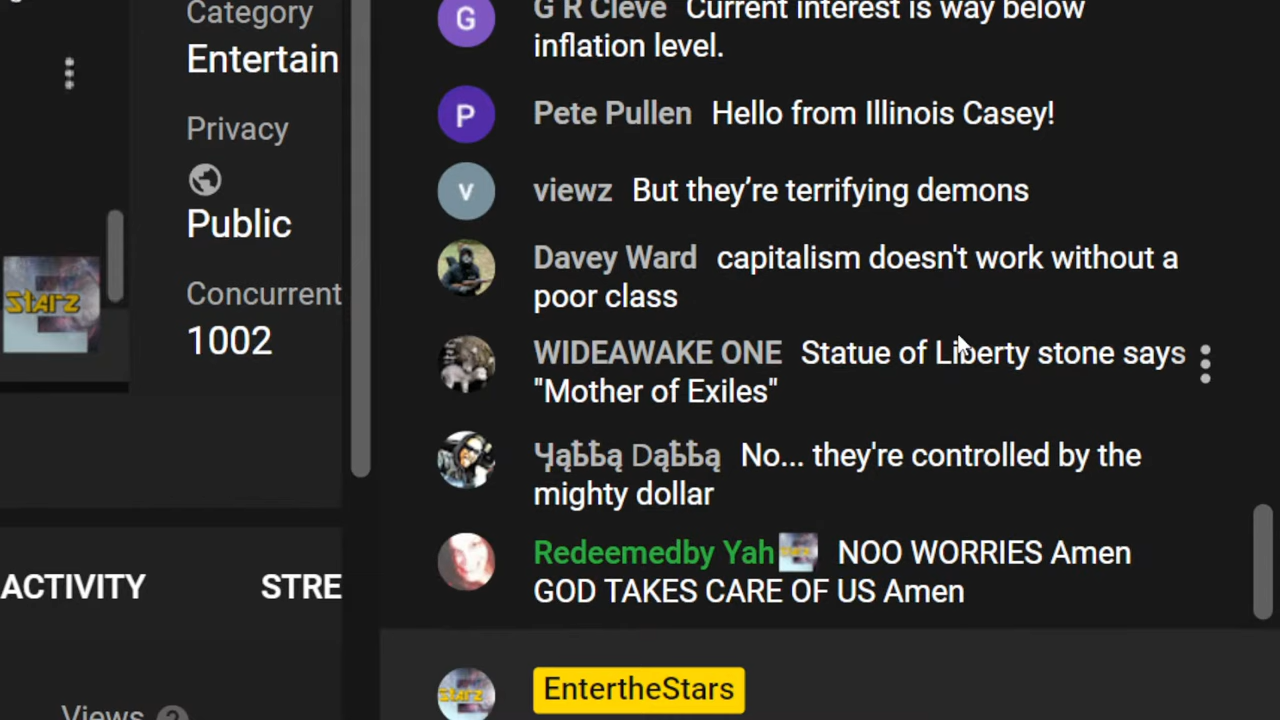 Category
Entertain
Privacy
Public
Concurrent
1002
ACTIVITY STRE
Views
G R Cleve Current interest is way below
inflation level.
Pete Pullen Hello from Illinois Casey!
viewz But they’re terrifying demons
Davey Ward capitalism doesn't work without a
poor class
WIDEAWAKE ONE Statue of Liberty stone says
"Mother of Exiles"
Ӌąҍҍą Dąҍҍą No... they're controlled by the
mighty dollar
Redeemedby Yah NOO WORRIES Amen
GOD TAKES CARE OF US Amen
EntertheStars
G
P
v
starz